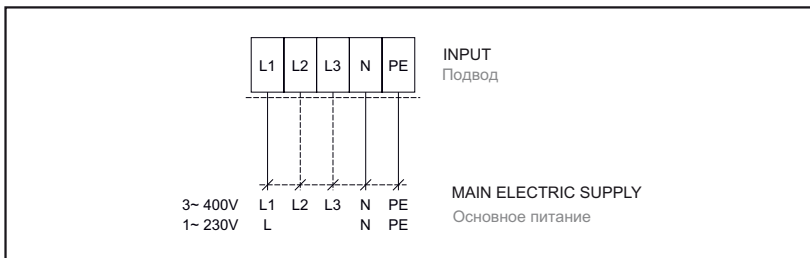 L1 L2 L3 N PE
INPUT
Подвод
MAIN ELECTRIC SUPPLY
Основное питание
3~ 400V L1 L2 L3 N PE
1~ 230V L N PE